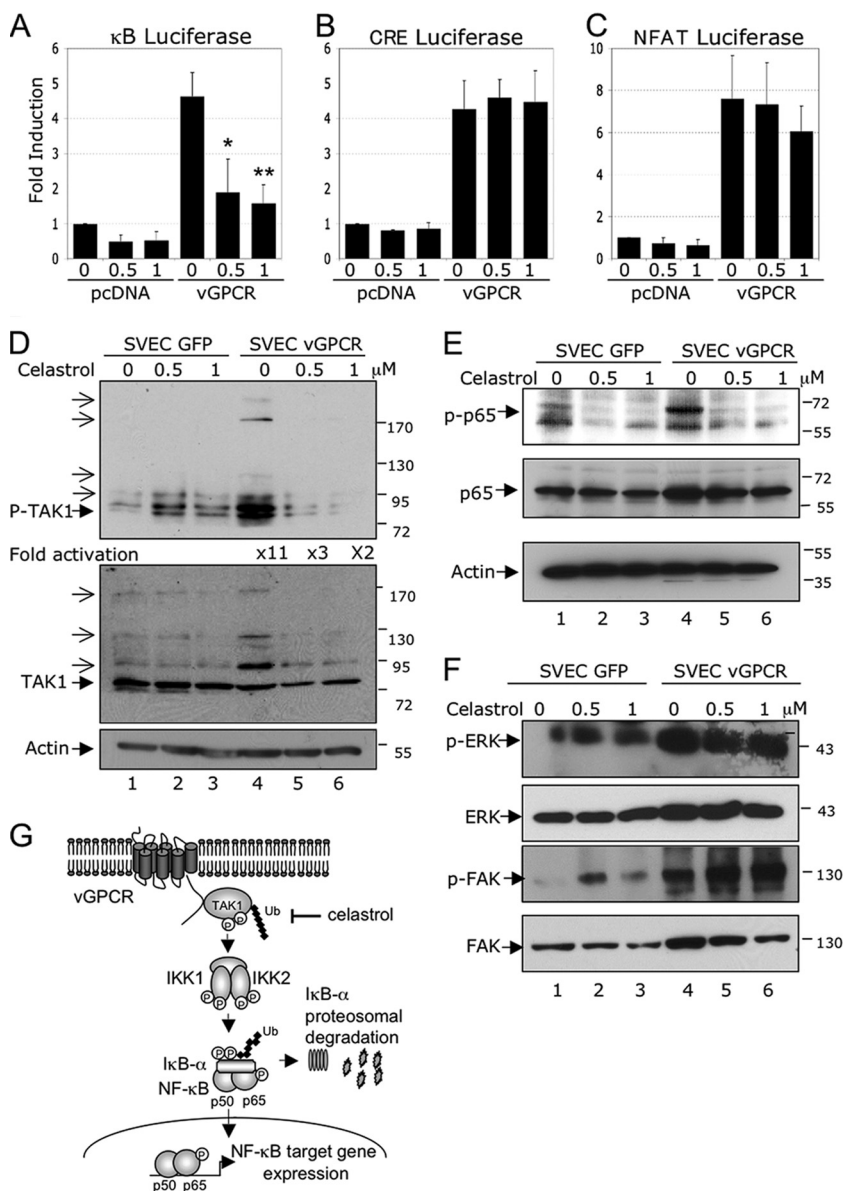 A
κB Luciferase
Fold Induction
6
5
4
3
2
1
0
*
**
0 0.5 1 0 0.5 1
pcDNA vGPCR
B
CRE Luciferase
6
5
4
3
2
1
0
0 0.5 1 0 0.5 1
pcDNA vGPCR
C
NFAT Luciferase
10
8
6
4
2
0
0 0.5 1 0 0.5 1
pcDNA vGPCR
D
SVEC GFP SVEC vGPCR
Celastrol 0 0.5 1 0 0.5 1 μM
170
130
95
P-TAK1
72
Fold activation x11 x3 X2
170
130
95
TAK1
72
Actin 55
1 2 3 4 5 6
E
SVEC GFP SVEC vGPCR
Celastrol 0 0.5 1 0 0.5 1 μM
p-p65 72
55
p65 72
55
Actin 55
35
1 2 3 4 5 6
F
SVEC GFP SVEC vGPCR
Celastrol 0 0.5 1 0 0.5 1 μM
p-ERK 43
ERK 43
p-FAK 130
FAK 130
1 2 3 4 5 6
G
vGPCR
TAK1
P P
Ub
celastrol
IKK1 IKK2
P P P P
IκB-α
proteosomal
degradation
P P
Ub
IκB-α
P
NF-κB
p50 p65
P
NF-κB target gene
expression
p50 p65